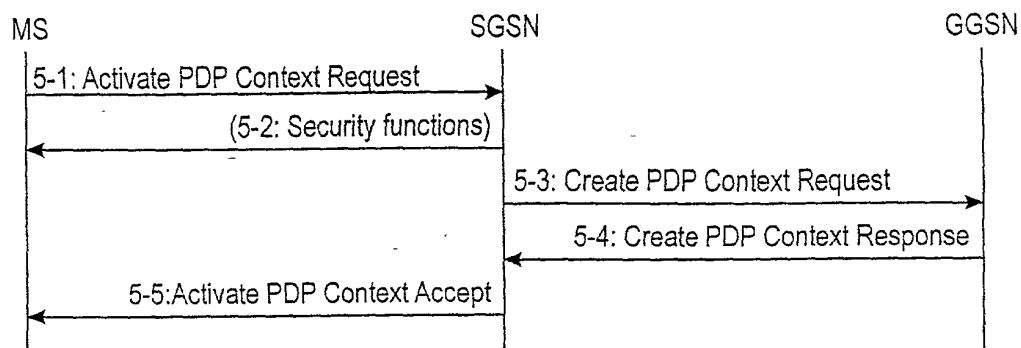 MS SGSN GGSN
5-1: Activate PDP Context Request
(5-2: Security functions)
5-3: Create PDP Context Request
5-4: Create PDP Context Response
5-5:Activate PDP Context Accept